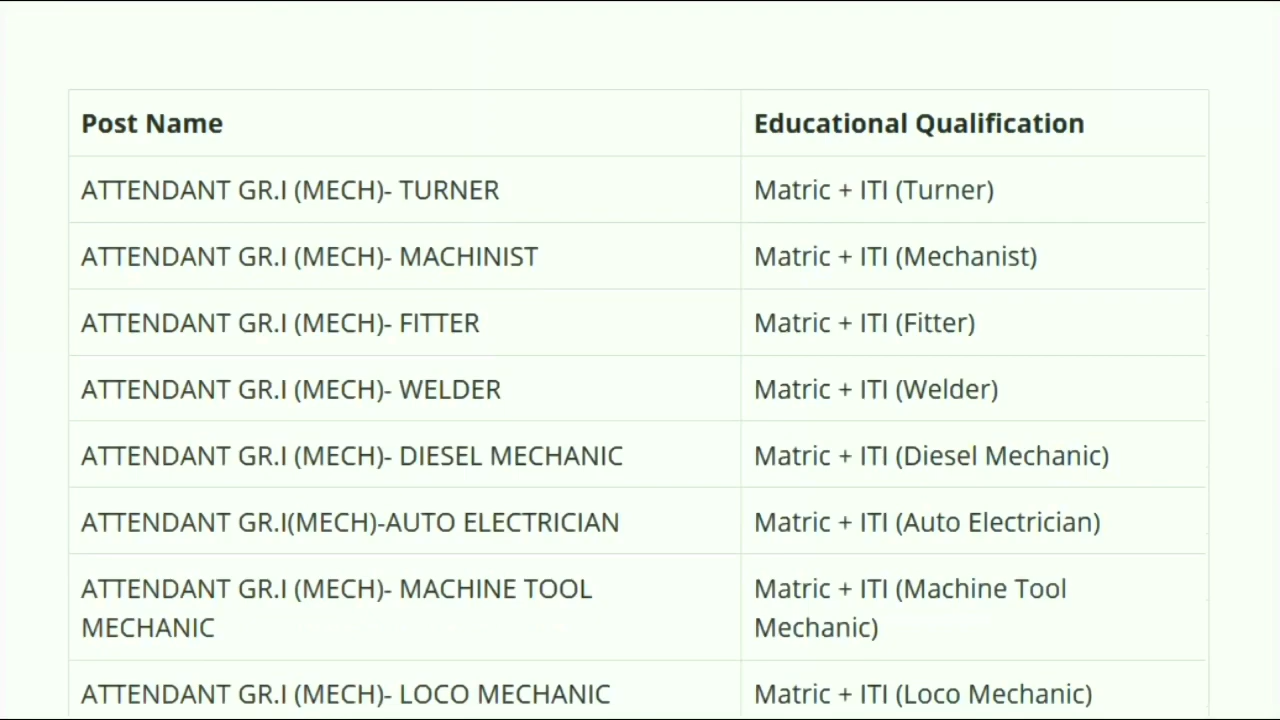 Post Name
Educational Qualification
ATTENDANT GR.I (MECH)- TURNER
Matric + ITI (Turner)
ATTENDANT GR.I (MECH)- MACHINIST
Matric + ITI (Mechanist)
ATTENDANT GR.I (MECH)- FITTER
Matric + ITI (Fitter)
ATTENDANT GR.I (MECH)- WELDER
Matric + ITI (Welder)
ATTENDANT GR.I (MECH)- DIESEL MECHANIC
Matric + ITI (Diesel Mechanic)
ATTENDANT GR.I(MECH)-AUTO ELECTRICIAN
Matric + ITI (Auto Electrician)
ATTENDANT GR.I (MECH)- MACHINE TOOL
MECHANIC
Matric + ITI (Machine Tool
Mechanic)
ATTENDANT GR.I (MECH)- LOCO MECHANIC
Matric + ITI (Loco Mechanic)